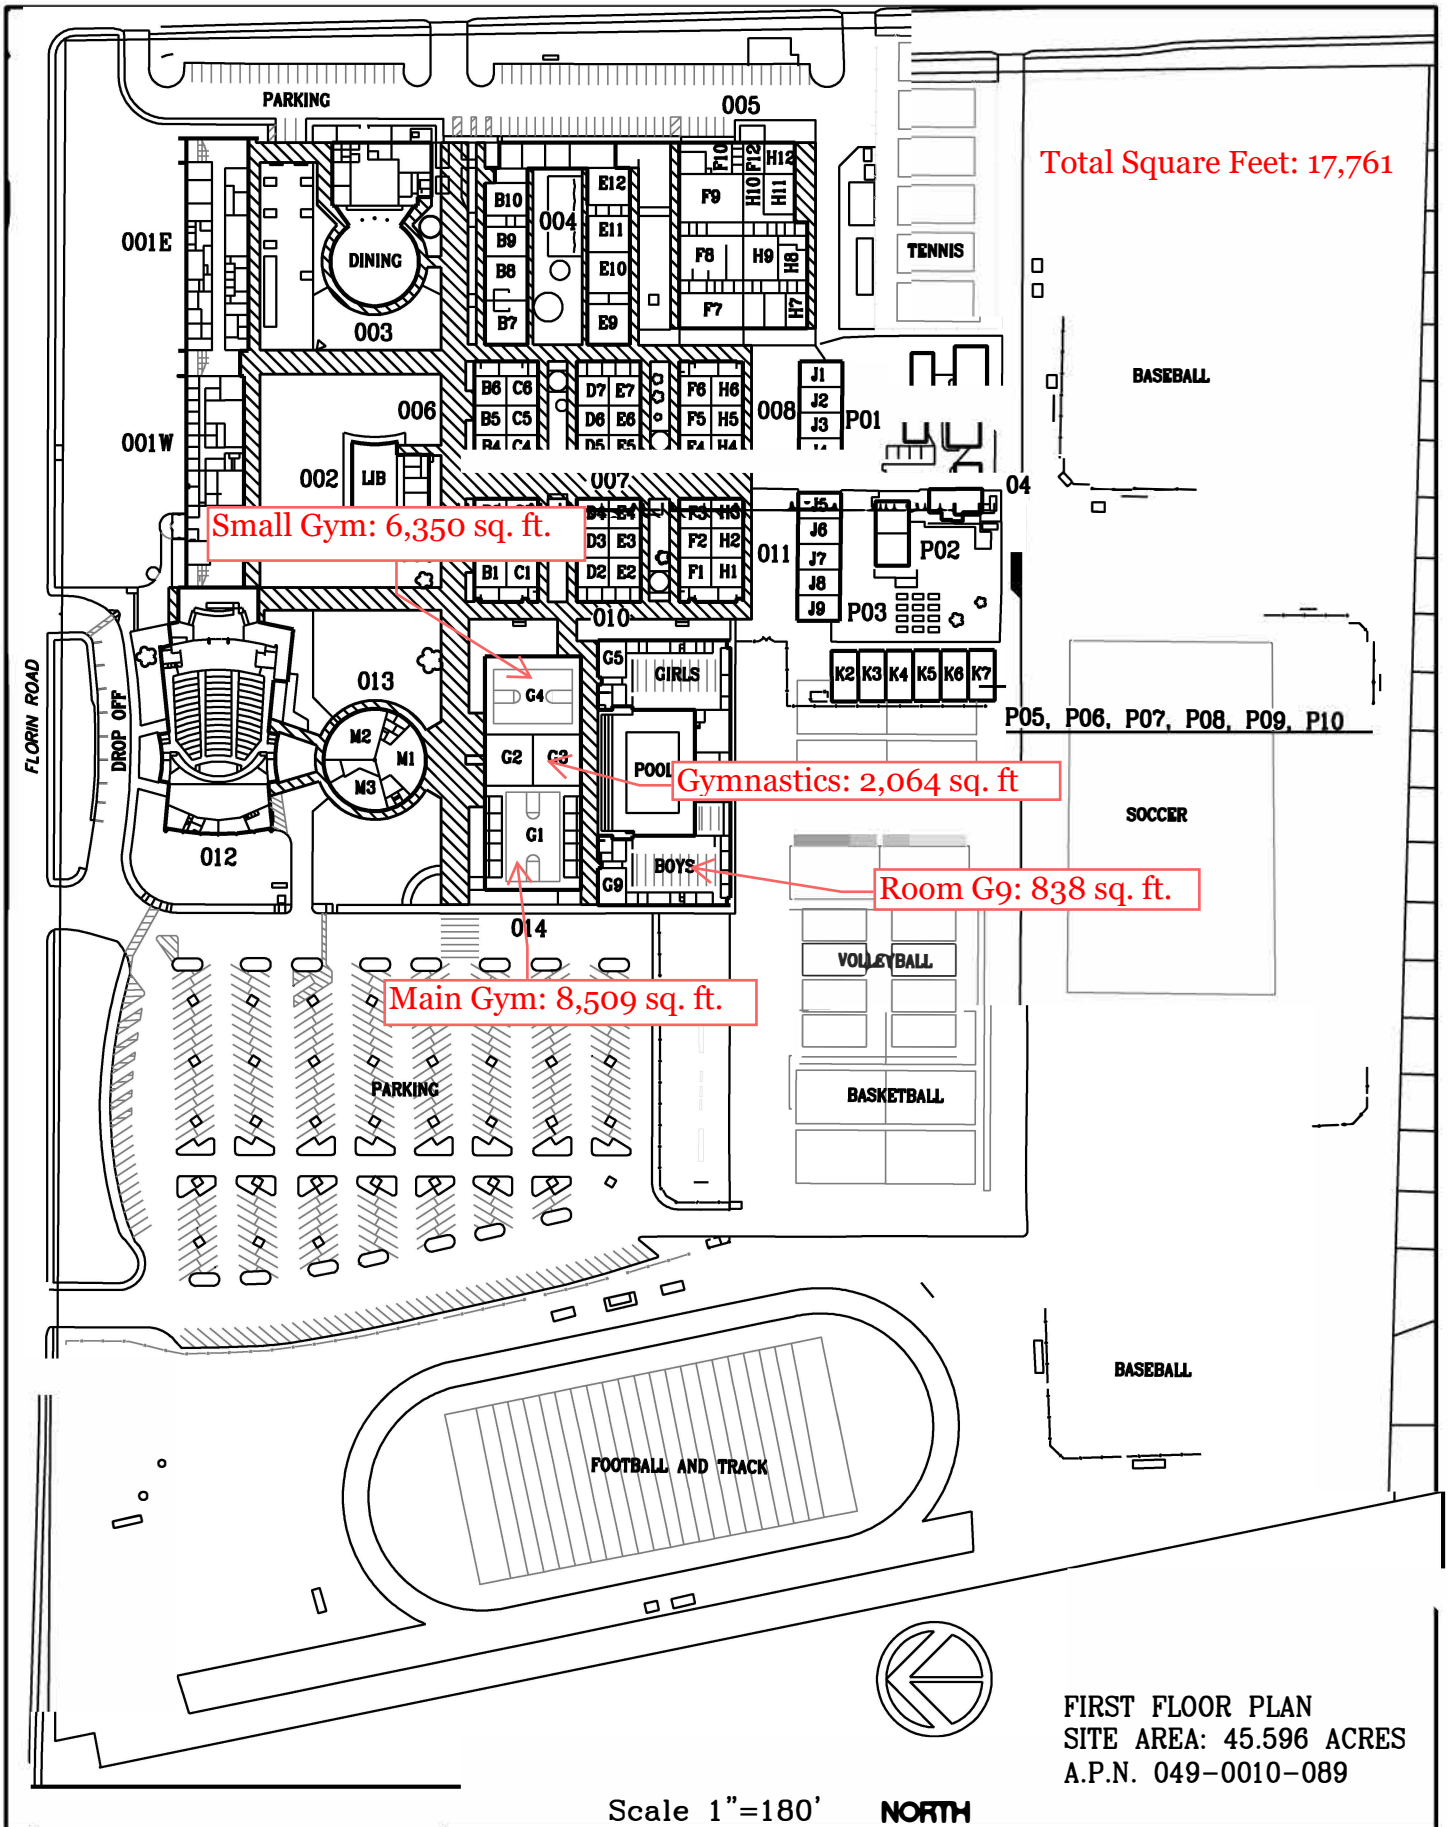 PARKING
005
F10
F12
H12
Total Square Feet: 17,761
E12
B10
F9
H10
H11
004
001E
B9
E11
DINING
B8
E10
F8
H9
H8
TENNIS
003
B7
E9
F7
H7
B6 C6
D7 E7
F6 H6
J1
BASEBALL
006
B5 C5
D6 E6
F5 H5
008
J2
P01
J3
001W
B4 C4
D5 E5
F4 H4
J4
002
LIB
007
04
Small Gym: 6,350 sq. ft.
D4 E4
F3 H3
J5
D3 E3
F2 H2
J6
011
J7
P02
B1 C1
D2 E2
F1 H1
J8
J9
P03
010
G5
GIRLS
K2 K3 K4 K5 K6 K7
FLORIN ROAD
DROP OFF
013
G4
P05, P06, P07, P08, P09, P10
M2
M1
M3
G2 G3
POOL
Gymnastics: 2,064 sq. ft
SOCCER
G1
012
BOYS
G9
Room G9: 838 sq. ft.
014
VOLLEYBALL
Main Gym: 8,509 sq. ft.
PARKING
BASKETBALL
BASEBALL
FOOTBALL AND TRACK
FIRST FLOOR PLAN
SITE AREA: 45.596 ACRES
A.P.N. 049-0010-089
Scale 1"=180'
NORTH